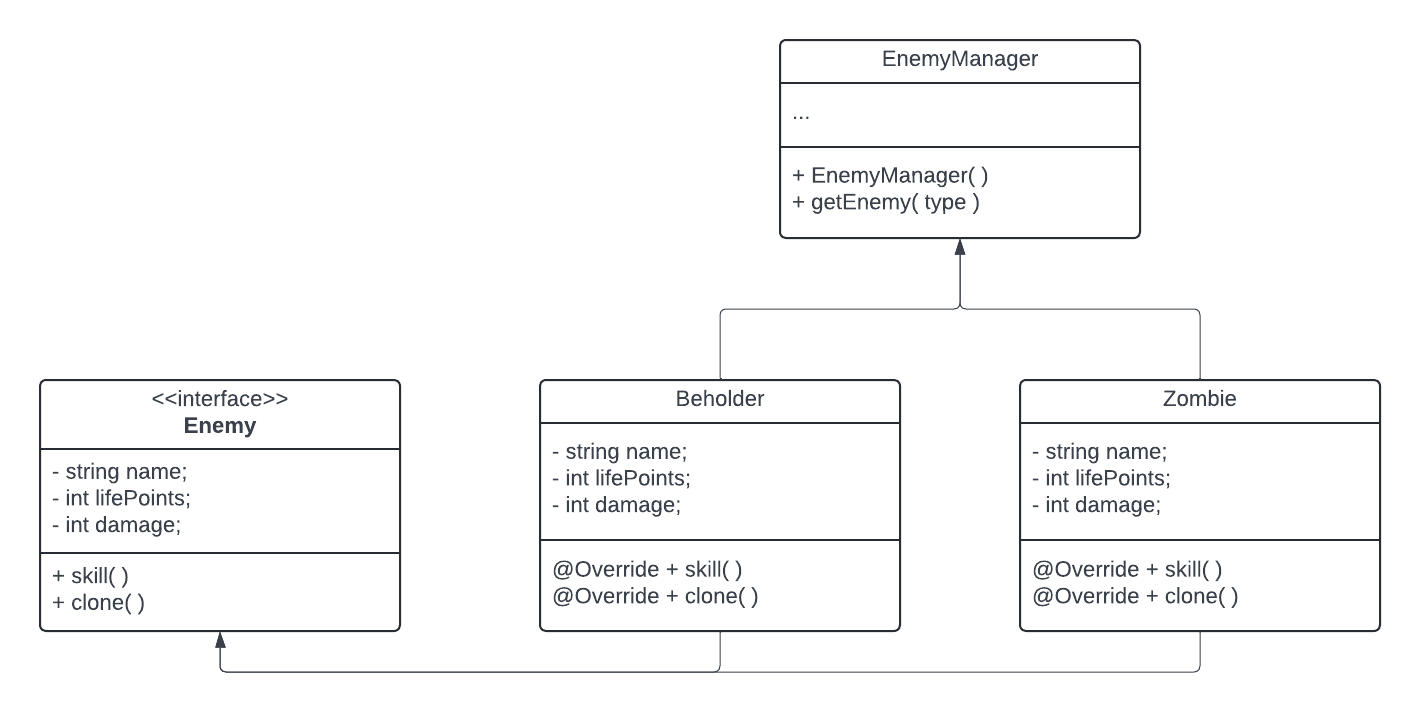 EnemyManager
...
+ EnemyManager( )
+ getEnemy( type )
<<interface>>
Enemy
- string name;
- int lifePoints;
- int damage;
+ skill( )
+ clone( )
Beholder
- string name;
- int lifePoints;
- int damage;
@Override + skill( )
@Override + clone( )
Zombie
- string name;
- int lifePoints;
- int damage;
@Override + skill( )
@Override + clone( )